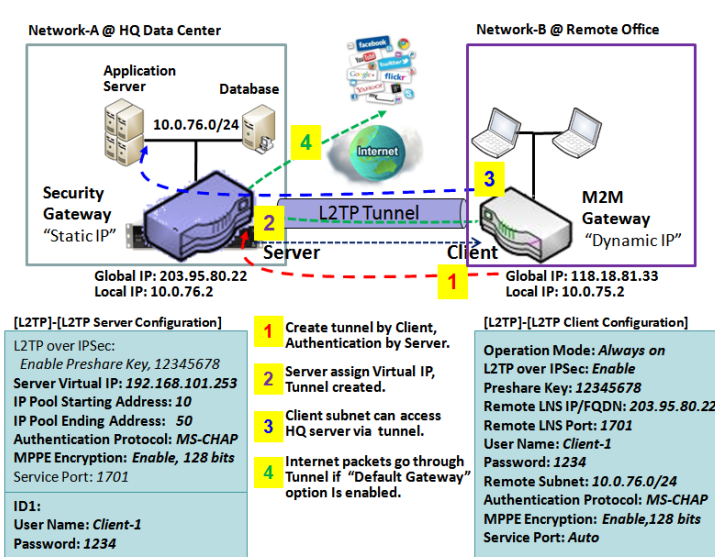 Network-A @ HQ Data Center
Network-B @ Remote Office
Application
Server
Database
10.0.76.0/24
facebook
YouTube
twitter
Google+
flickr
YAHOO!
Internet
4
3
Security
Gateway
"Static IP"
2
L2TP Tunnel
M2M
Gateway
"Dynamic IP"
Server
Client
1
Global IP: 203.95.80.22
Local IP: 10.0.76.2
Global IP: 118.18.81.33
Local IP: 10.0.75.2
[L2TP]-[L2TP Server Configuration]
L2TP over IPSec:
Enable Preshare Key, 12345678
Server Virtual IP: 192.168.101.253
IP Pool Starting Address: 10
IP Pool Ending Address: 50
Authentication Protocol: MS-CHAP
MPPE Encryption: Enable, 128 bits
Service Port: 1701
ID1:
User Name: Client-1
Password: 1234
1 Create tunnel by Client,
Authentication by Server.
2 Server assign Virtual IP,
Tunnel created.
3 Client subnet can access
HQ server via tunnel.
4 Internet packets go through
Tunnel if "Default Gateway"
option Is enabled.
[L2TP]-[L2TP Client Configuration]
Operation Mode: Always on
L2TP over IPSec: Enable
Preshare Key: 12345678
Remote LNS IP/FQDN: 203.95.80.22
Remote LNS Port: 1701
User Name: Client-1
Password: 1234
Remote Subnet: 10.0.76.0/24
Authentication Protocol: MS-CHAP
MPPE Encryption: Enable,128 bits
Service Port: Auto